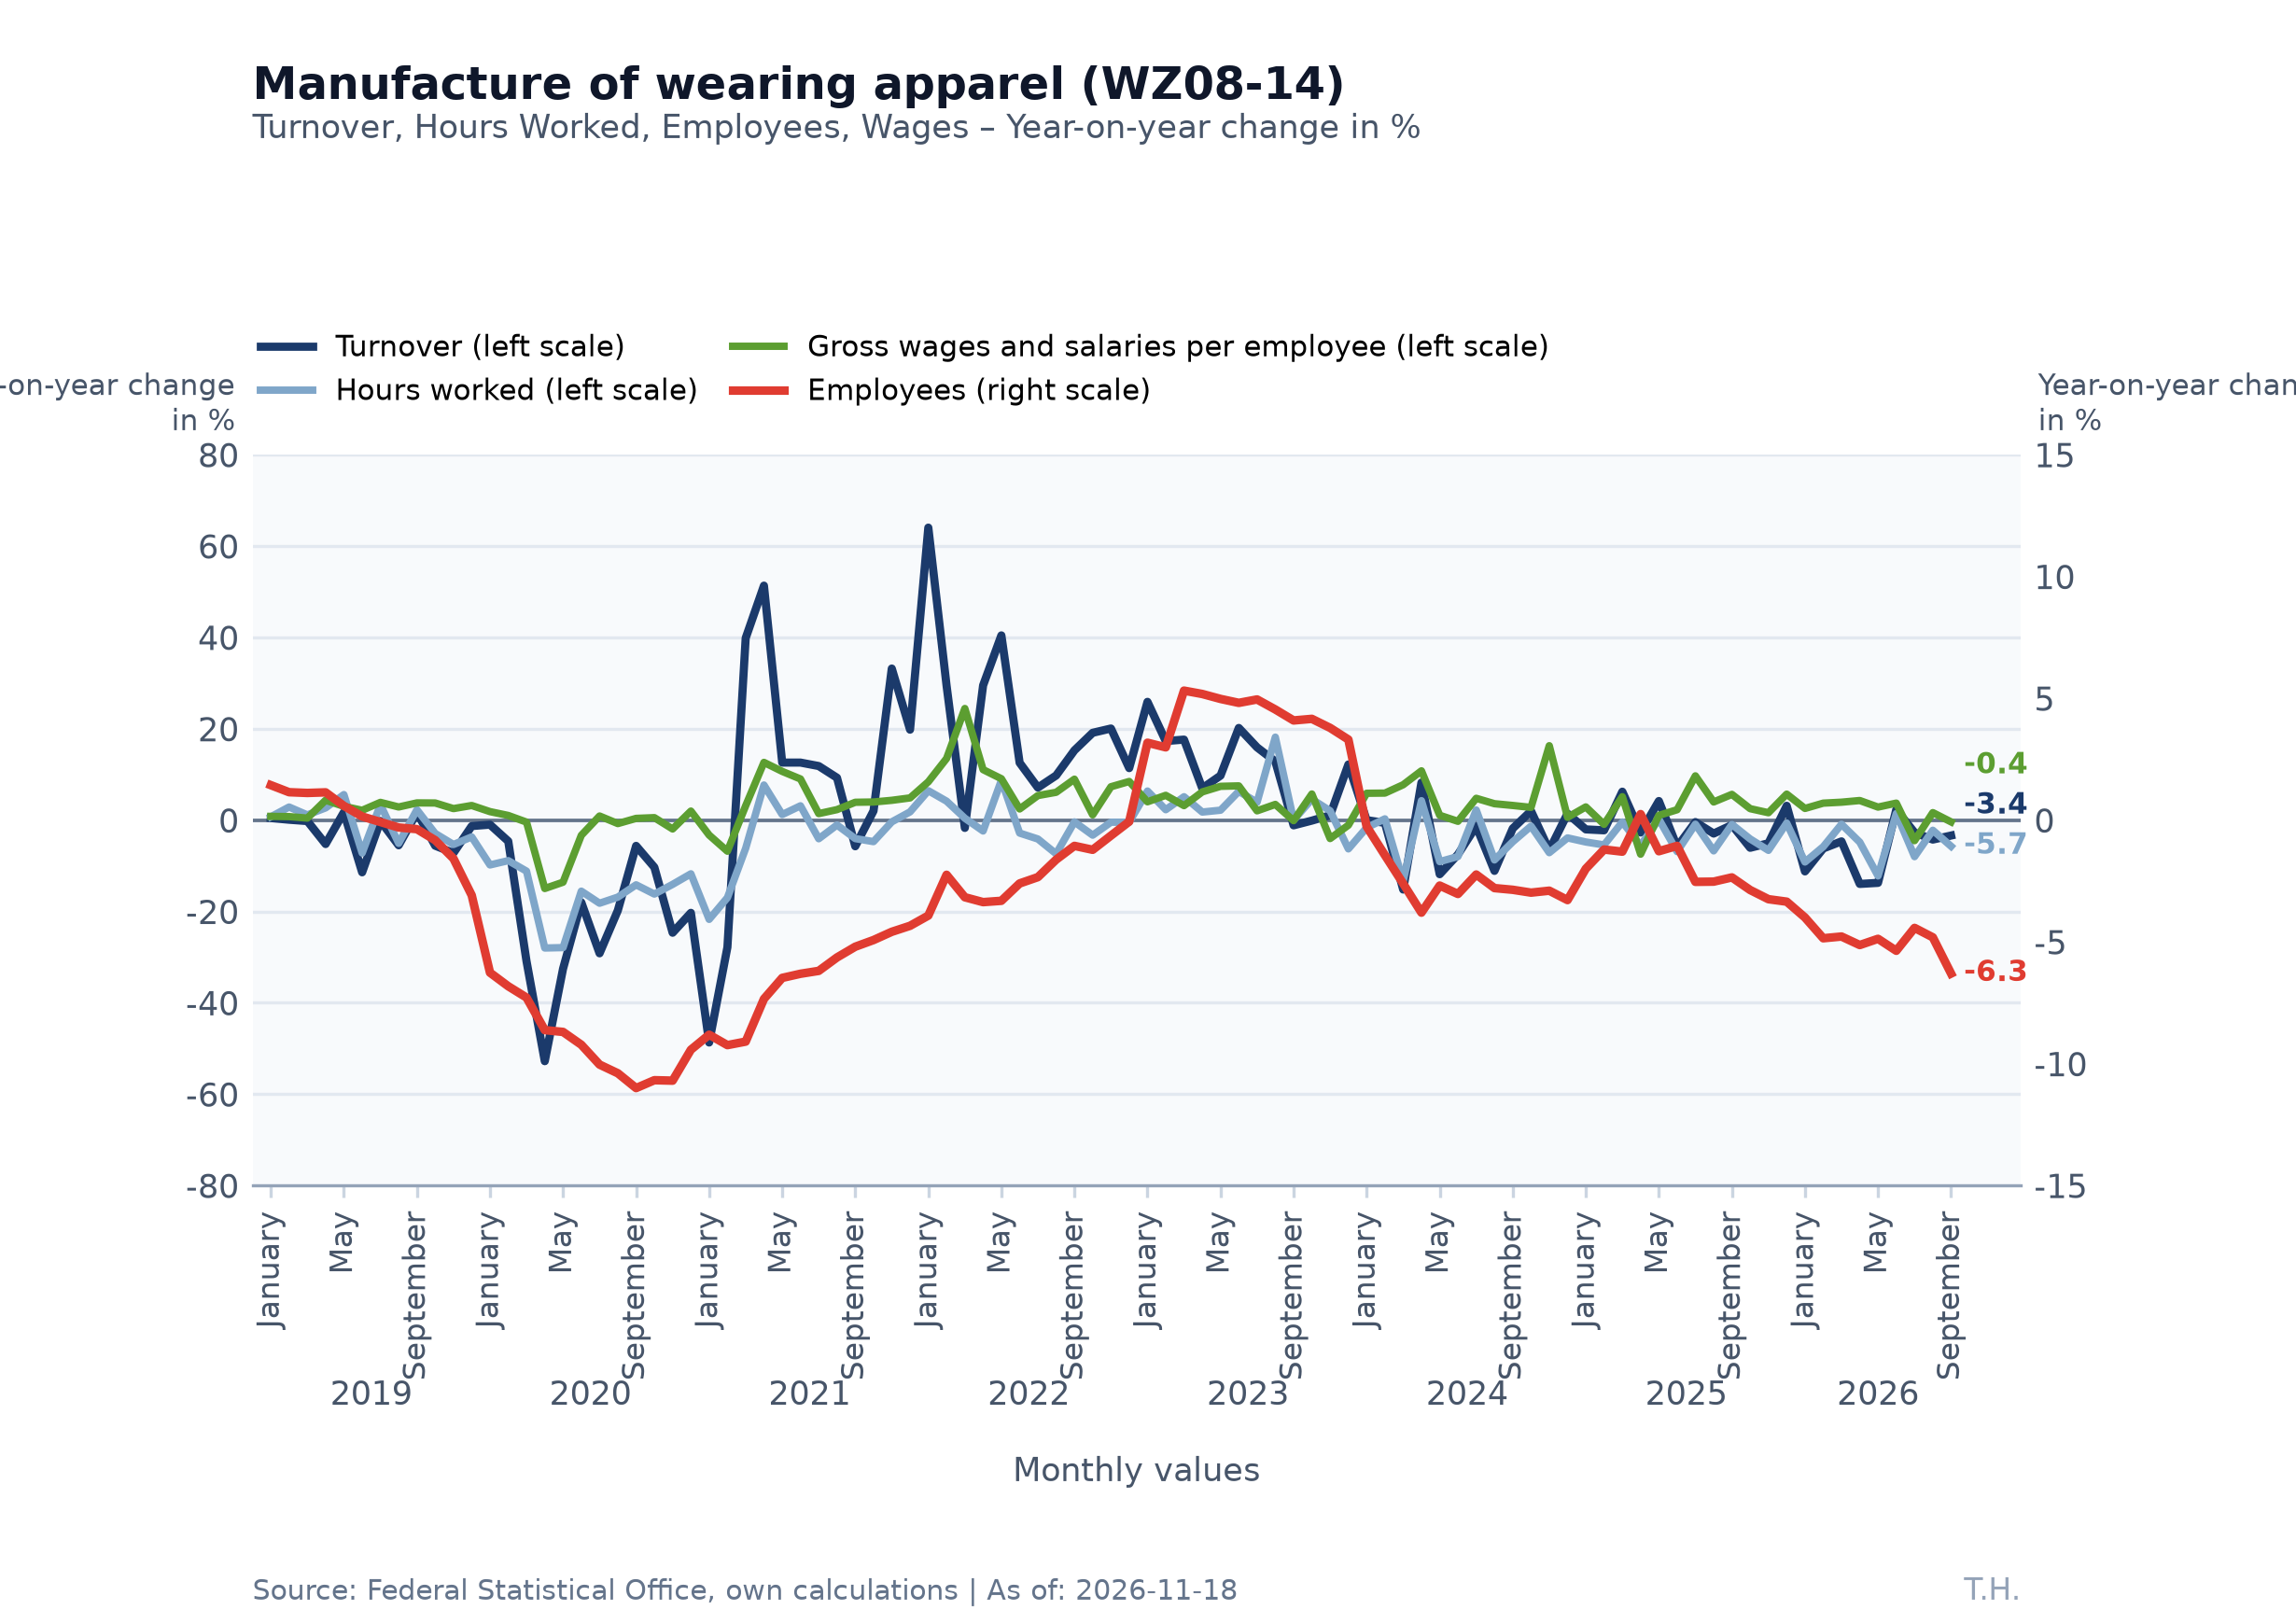 Manufacture of wearing apparel (WZ08-14)
Turnover, Hours Worked, Employees, Wages – Year-on-year change in %
Turnover (left scale)
Gross wages and salaries per employee (left scale)
Hours worked (left scale)
Employees (right scale)
-on-year change
in %
Year-on-year chan
in %
80
60
40
20
0
-20
-40
-60
-80
15
10
5
0
-5
-10
-15
-0.4
-3.4
-5.7
-6.3
January
May
September
January
May
September
January
May
September
January
May
September
January
May
September
January
May
September
January
May
September
January
May
September
2019
2020
2021
2022
2023
2024
2025
2026
Monthly values
Source: Federal Statistical Office, own calculations | As of: 2026-11-18
T.H.